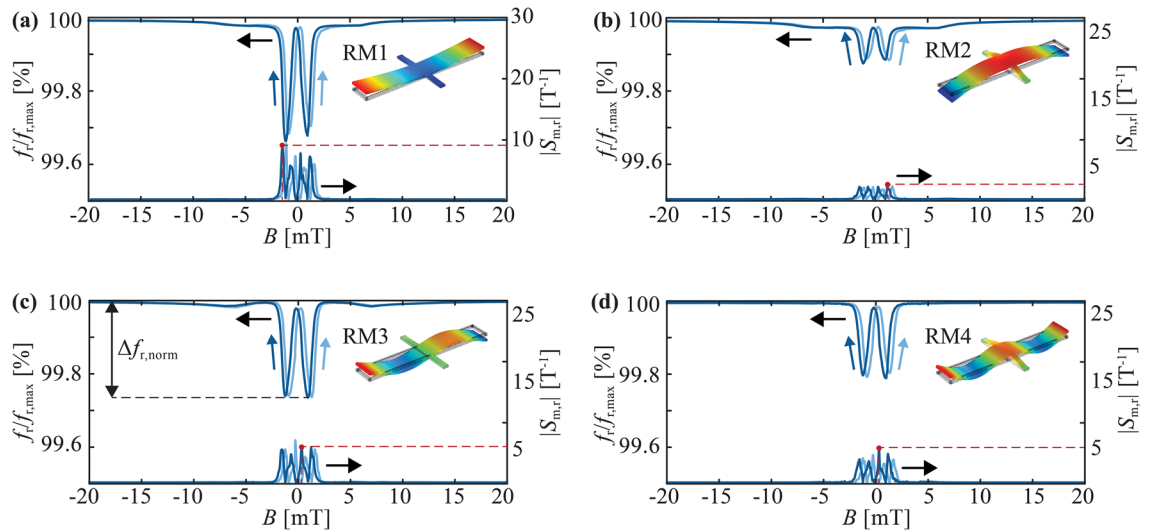 (a)
100
99.8
99.6
f_r/f_r,max [%]
30
20
10
0
|S_m,r| [T⁻¹]
RM1
-20 -15 -10 -5 0 5 10 15 20
B [mT]
(b)
100
99.8
99.6
f_r/f_r,max [%]
25
15
5
|S_m,r| [T⁻¹]
RM2
-20 -15 -10 -5 0 5 10 15 20
B [mT]
(c)
100
99.8
99.6
f_r/f_r,max [%]
Δf_r,norm
25
15
5
|S_m,r| [T⁻¹]
RM3
-20 -15 -10 -5 0 5 10 15 20
B [mT]
(d)
100
99.8
99.6
f_r/f_r,max [%]
25
15
5
|S_m,r| [T⁻¹]
RM4
-20 -15 -10 -5 0 5 10 15 20
B [mT]